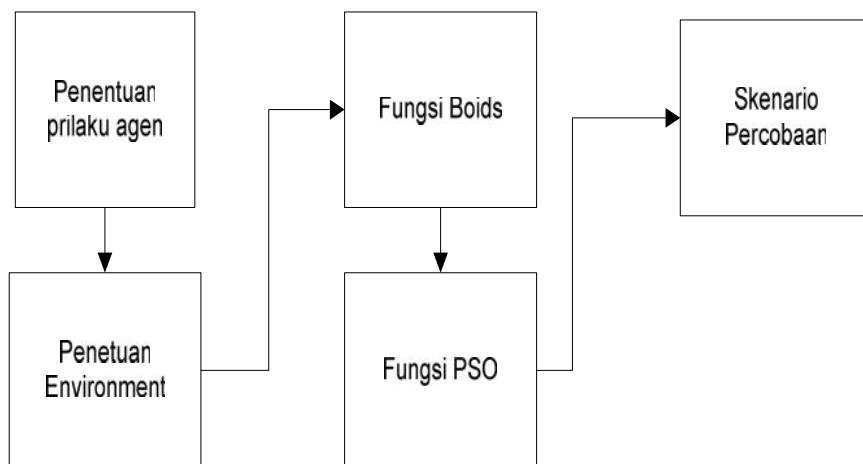 Penentuan
prilaku agen
Penetuan
Environment
Fungsi Boids
Fungsi PSO
Skenario
Percobaan